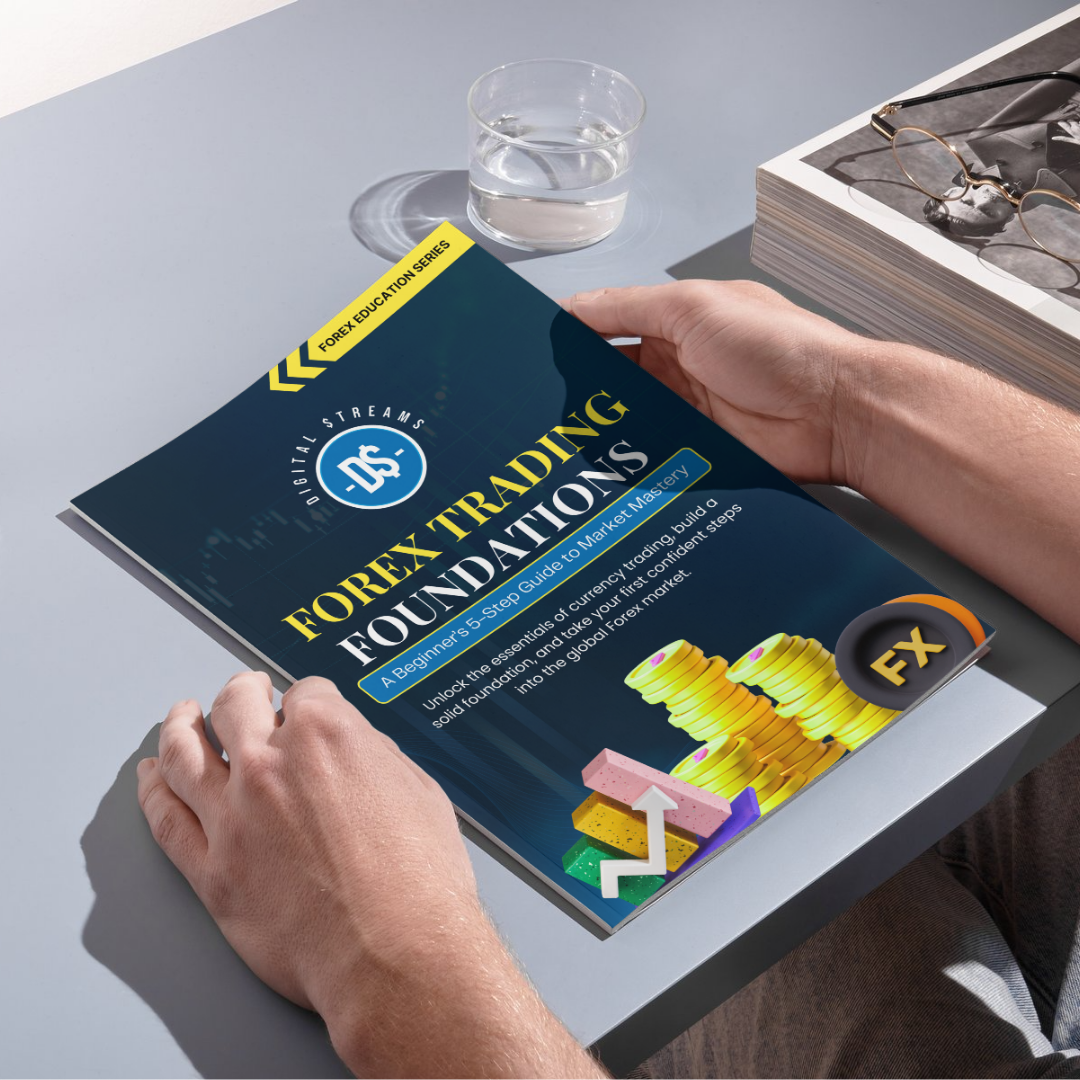 FOREX EDUCATION SERIES
DIGITAL $TREAMS
-D$-
FOREX TRADING
FOUNDATIONS
A Beginner's 5-Step Guide to Market Mastery
Unlock the essentials of currency trading, build a
solid foundation, and take your first confident steps
into the global Forex market.
FX